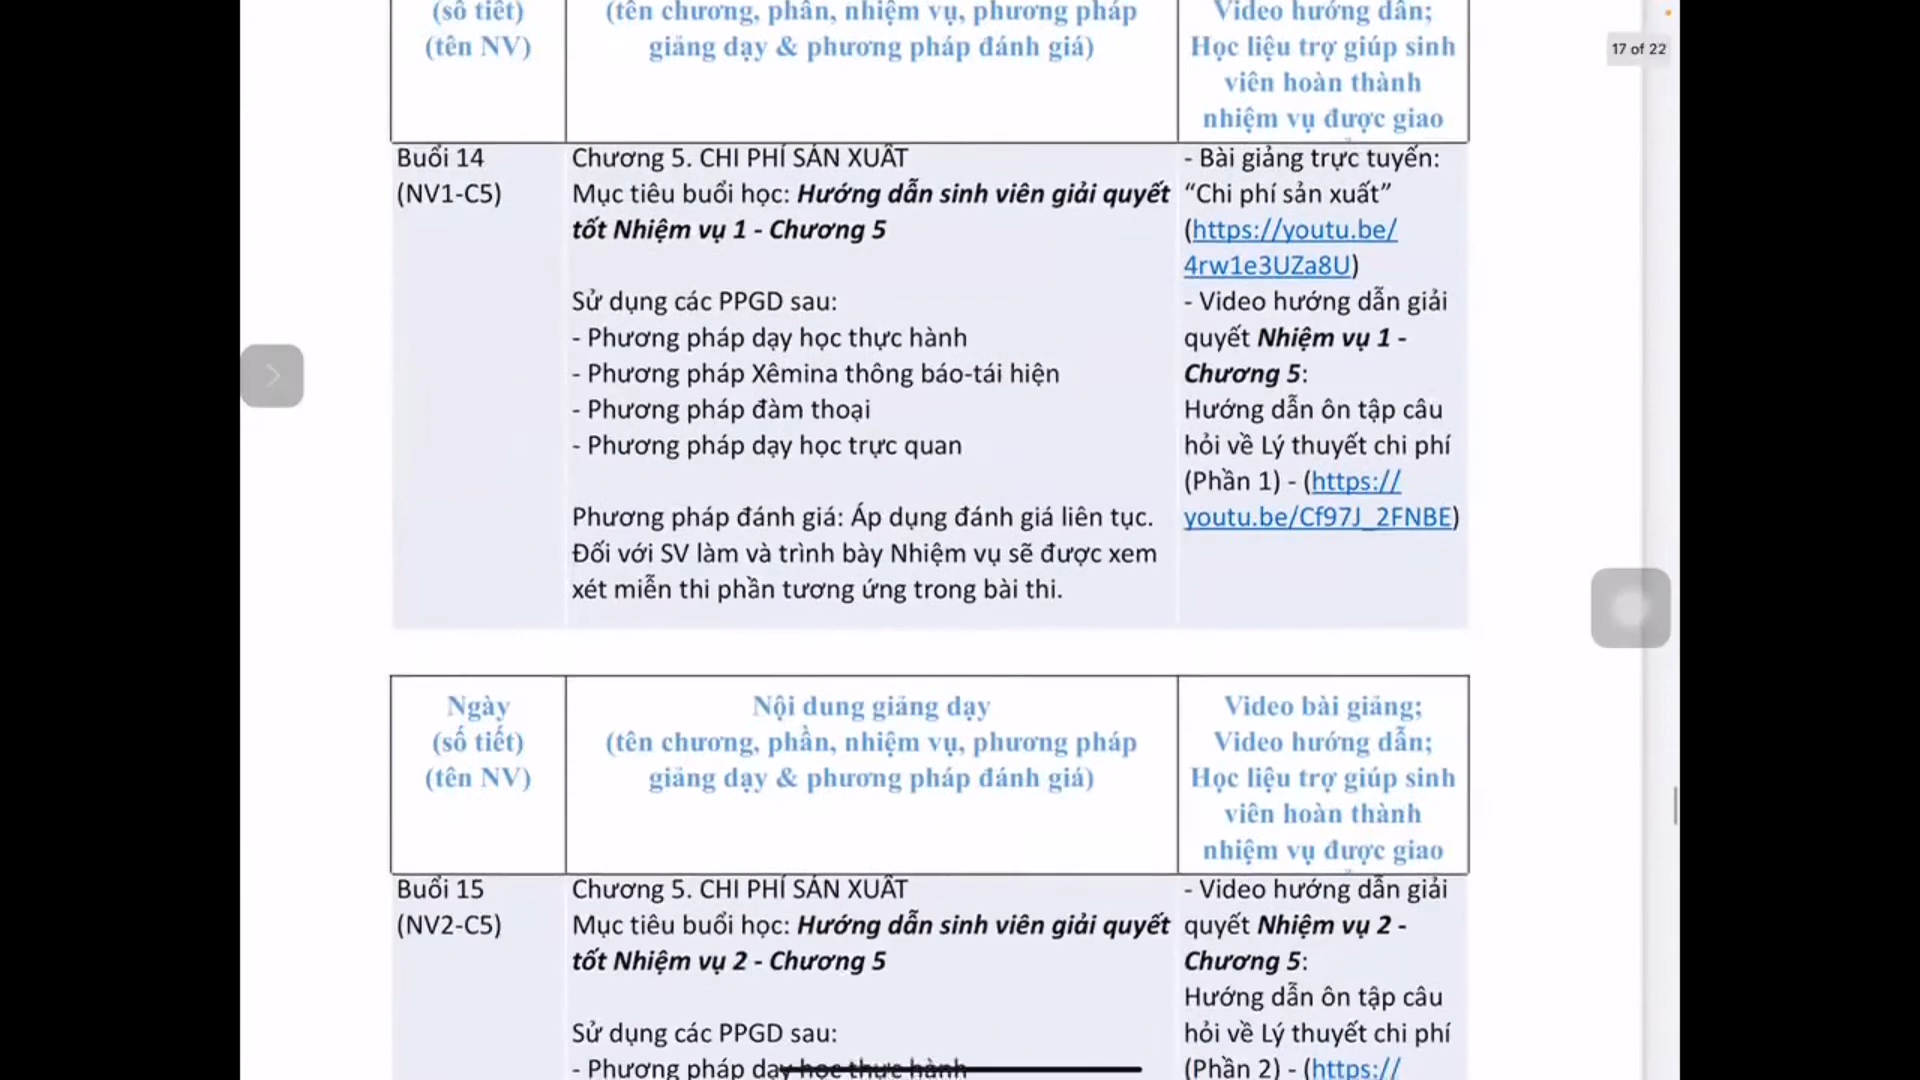 17 of 22
(số tiết)
(tên NV)
(tên chương, phần, nhiệm vụ, phương pháp
giảng dạy & phương pháp đánh giá)
Video hướng dẫn;
Học liệu trợ giúp sinh
viên hoàn thành
nhiệm vụ được giao
Buổi 14
(NV1-C5)
Chương 5. CHI PHÍ SẢN XUẤT
Mục tiêu buổi học: Hướng dẫn sinh viên giải quyết
tốt Nhiệm vụ 1 - Chương 5
Sử dụng các PPGD sau:
- Phương pháp dạy học thực hành
- Phương pháp Xêmina thông báo-tái hiện
- Phương pháp đàm thoại
- Phương pháp dạy học trực quan
Phương pháp đánh giá: Áp dụng đánh giá liên tục.
Đối với SV làm và trình bày Nhiệm vụ sẽ được xem
xét miễn thi phần tương ứng trong bài thi.
- Bài giảng trực tuyến:
“Chi phí sản xuất”
(https://youtu.be/
4rw1e3UZa8U)
- Video hướng dẫn giải
quyết Nhiệm vụ 1 -
Chương 5:
Hướng dẫn ôn tập câu
hỏi về Lý thuyết chi phí
(Phần 1) - (https://
youtu.be/Cf97J_2FNBE)
Ngày
(số tiết)
(tên NV)
Nội dung giảng dạy
(tên chương, phần, nhiệm vụ, phương pháp
giảng dạy & phương pháp đánh giá)
Video bài giảng;
Video hướng dẫn;
Học liệu trợ giúp sinh
viên hoàn thành
nhiệm vụ được giao
Buổi 15
(NV2-C5)
Chương 5. CHI PHÍ SẢN XUẤT
Mục tiêu buổi học: Hướng dẫn sinh viên giải quyết
tốt Nhiệm vụ 2 - Chương 5
Sử dụng các PPGD sau:
- Phương pháp dạy học thực hành
- Video hướng dẫn giải
quyết Nhiệm vụ 2 -
Chương 5:
Hướng dẫn ôn tập câu
hỏi về Lý thuyết chi phí
(Phần 2) - (https://